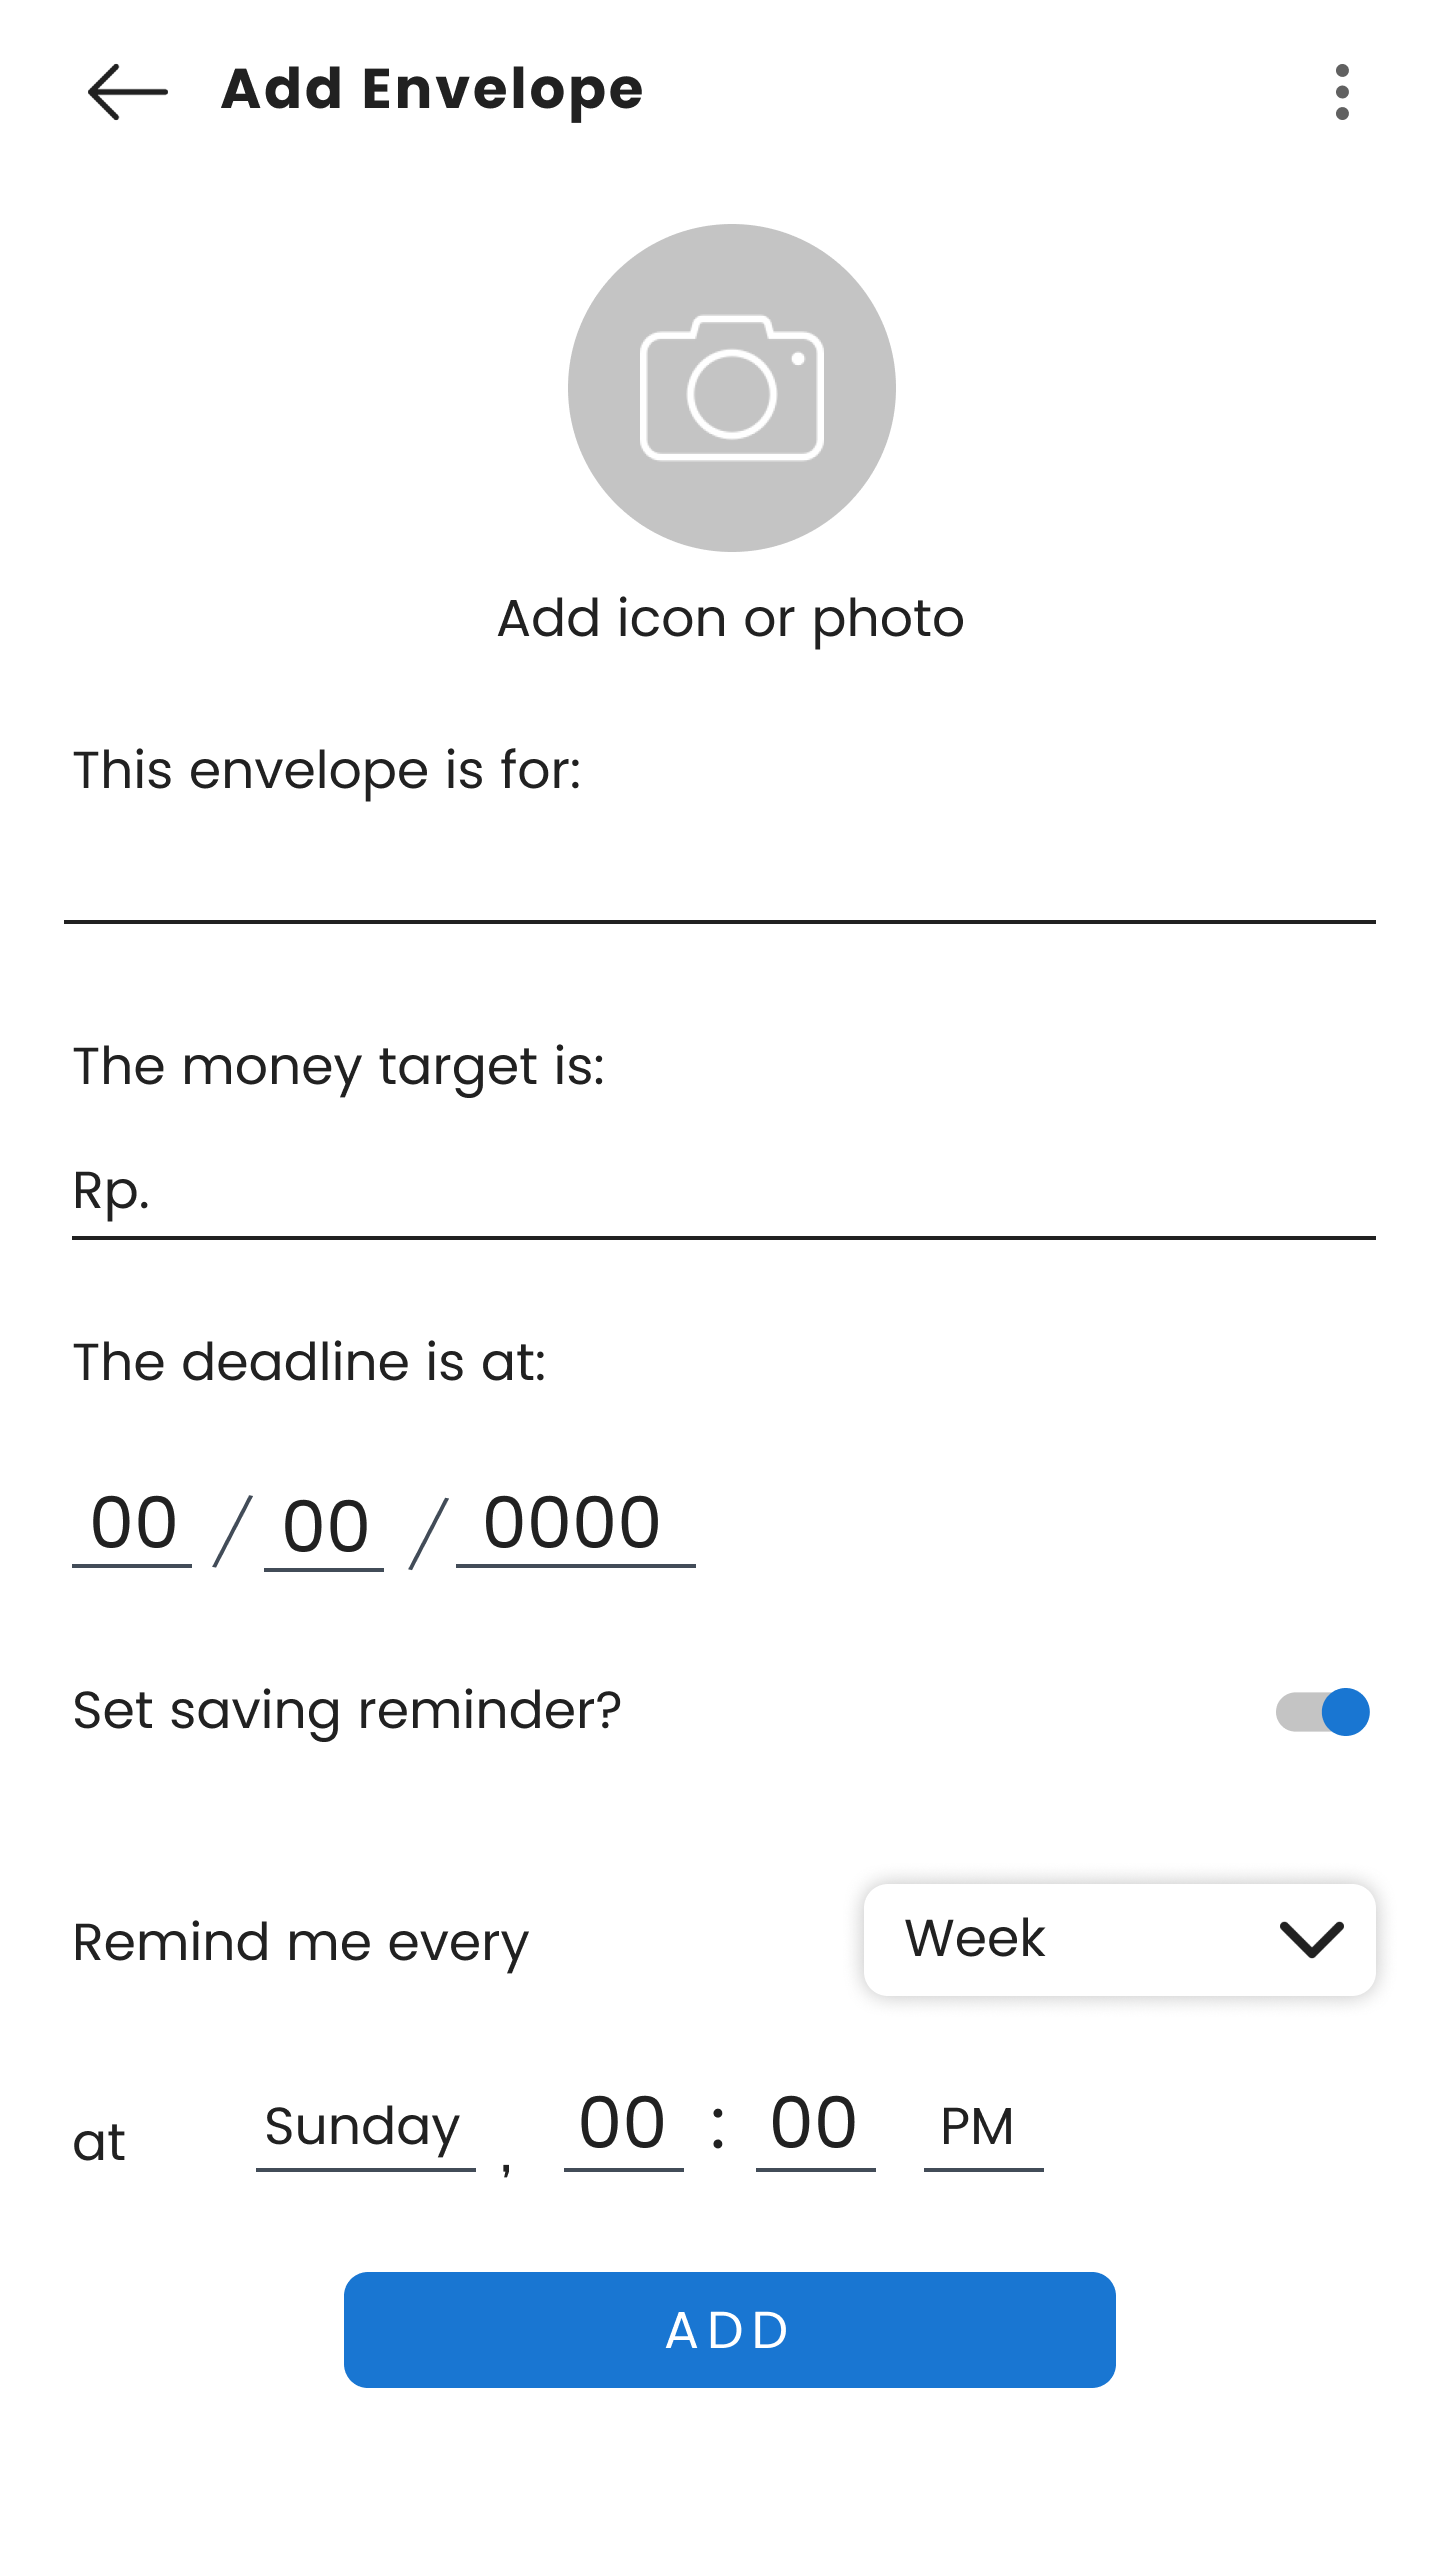 Add Envelope
Add icon or photo
This envelope is for:
The money target is:
Rp.
The deadline is at:
00 / 00 / 0000
Set saving reminder?
Remind me every Week
at Sunday , 00 : 00 PM
ADD